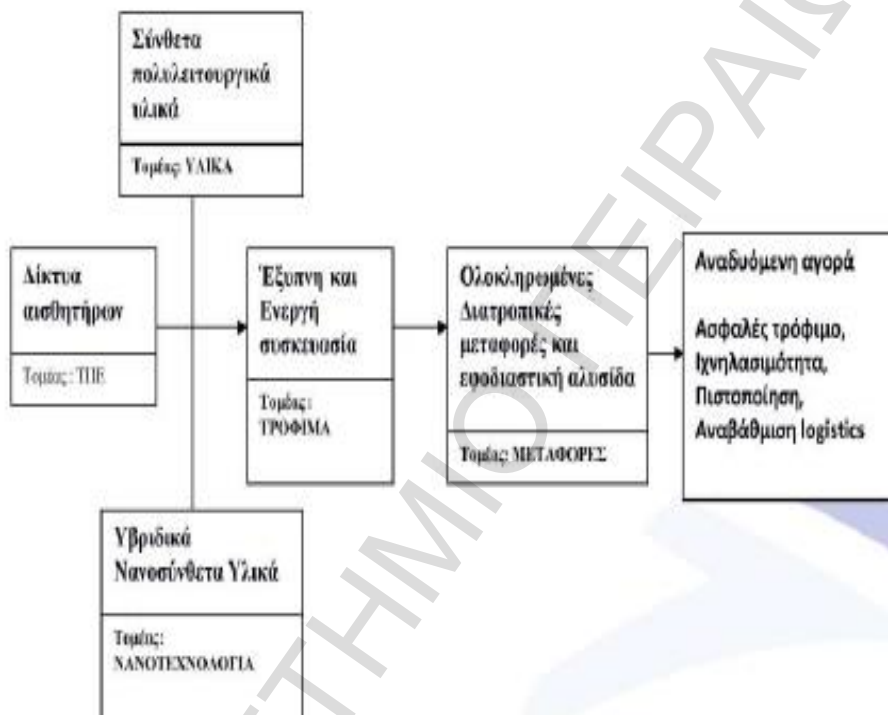 Σύνθετα
πολυλειτουργικά
υλικά
Τομέας: ΥΛΙΚΑ
Δίκτυα
αισθητήρων
Τομέας : ΤΠΕ
Έξυπνη και
Ενεργή
συσκευασία
Τομέας :
ΤΡΟΦΙΜΑ
Ολοκληρωμένες
Διατροπικές
μεταφορές και
εφοδιαστική αλυσίδα
Τομέας: ΜΕΤΑΦΟΡΕΣ
Αναδυόμενη αγορά
Ασφαλές τρόφιμο,
Ιχνηλασιμότητα,
Πιστοποίηση,
Αναβάθμιση logistics
Υβριδικά
Νανοσύνθετα Υλικά
Τομέας:
ΝΑΝΟΤΕΧΝΟΛΟΓΙΑ